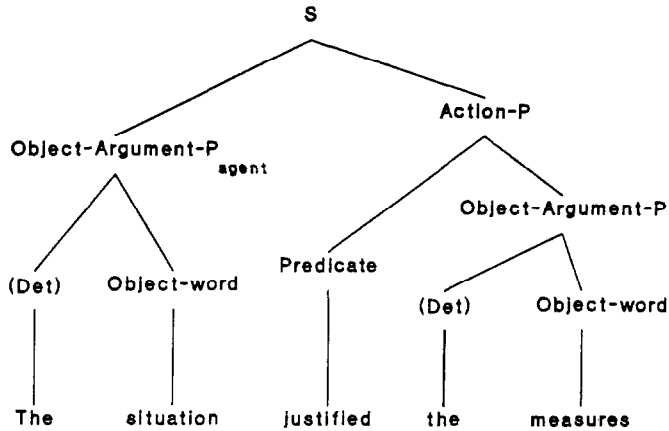 S
Action-P
Object-Argument-P agent
Object-Argument-P
Predicate
(Det) Object-word
(Det) Object-word
The situation justified the measures